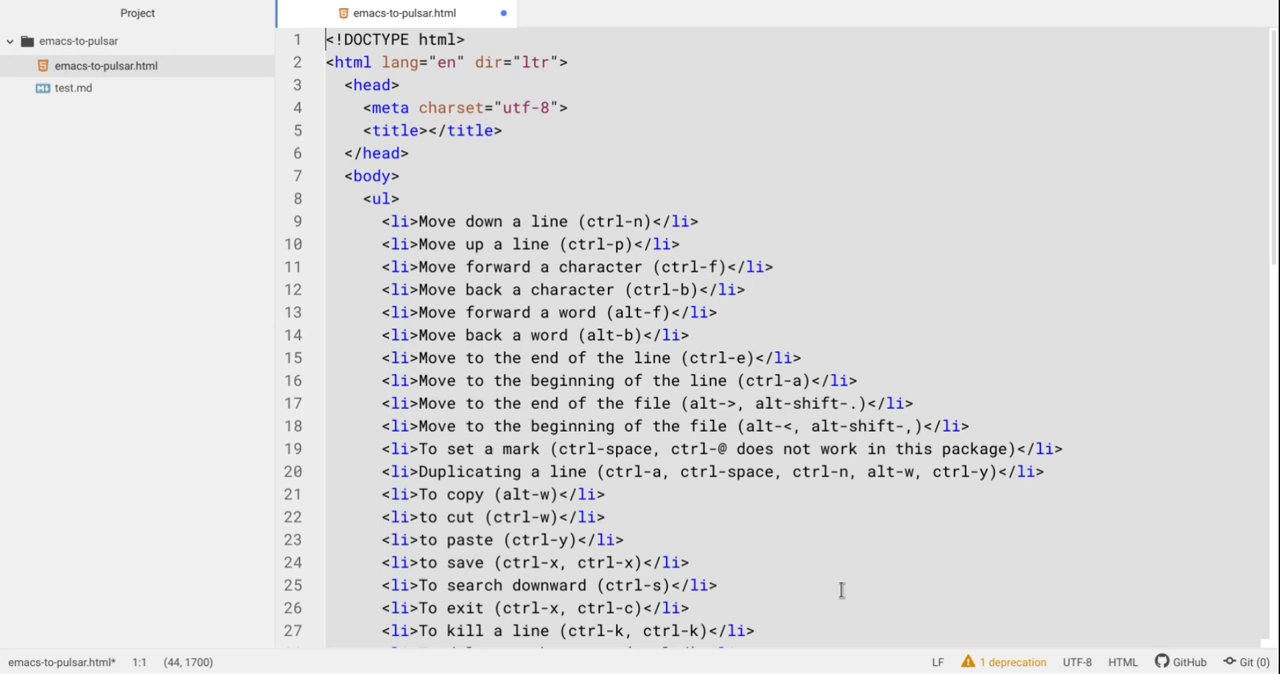 Project
emacs-to-pulsar.html
emacs-to-pulsar
emacs-to-pulsar.html
test.md
1 <!DOCTYPE html>
2 <html lang="en" dir="ltr">
3 <head>
4 <meta charset="utf-8">
5 <title></title>
6 </head>
7 <body>
8 <ul>
9 <li>Move down a line (ctrl-n)</li>
10 <li>Move up a line (ctrl-p)</li>
11 <li>Move forward a character (ctrl-f)</li>
12 <li>Move back a character (ctrl-b)</li>
13 <li>Move forward a word (alt-f)</li>
14 <li>Move back a word (alt-b)</li>
15 <li>Move to the end of the line (ctrl-e)</li>
16 <li>Move to the beginning of the line (ctrl-a)</li>
17 <li>Move to the end of the file (alt->, alt-shift-.)</li>
18 <li>Move to the beginning of the file (alt-<, alt-shift-,)</li>
19 <li>To set a mark (ctrl-space, ctrl-@ does not work in this package)</li>
20 <li>Duplicating a line (ctrl-a, ctrl-space, ctrl-n, alt-w, ctrl-y)</li>
21 <li>To copy (alt-w)</li>
22 <li>to cut (ctrl-w)</li>
23 <li>to paste (ctrl-y)</li>
24 <li>to save (ctrl-x, ctrl-x)</li>
25 <li>To search downward (ctrl-s)</li>
26 <li>To exit (ctrl-x, ctrl-c)</li>
27 <li>To kill a line (ctrl-k, ctrl-k)</li>
emacs-to-pulsar.html* 1:1 (44, 1700) LF 1 deprecation UTF-8 HTML GitHub Git (0)